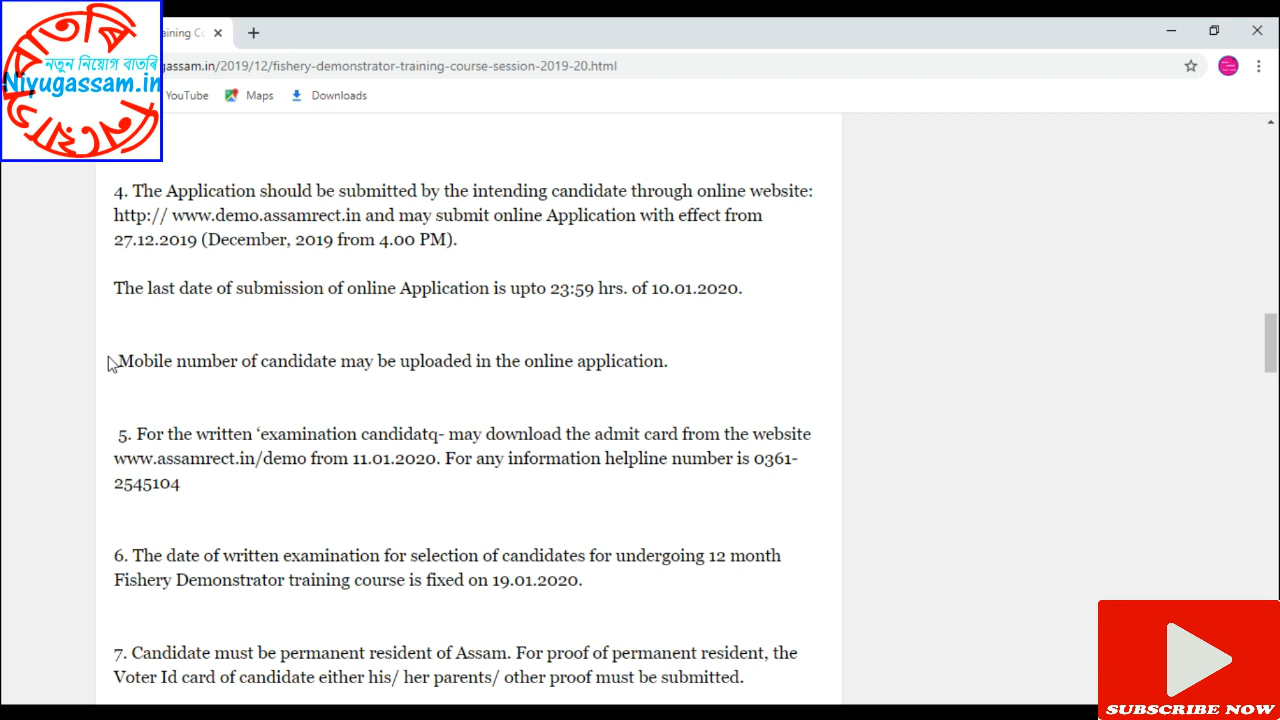 বাতৰি
নতুন নিয়োগ বাতৰি
Niyugassam.in
নিয়োগ
aining Co
gassam.in/2019/12/fishery-demonstrator-training-course-session-2019-20.html
YouTube Maps Downloads
4. The Application should be submitted by the intending candidate through online website:
http:// www.demo.assamrect.in and may submit online Application with effect from
27.12.2019 (December, 2019 from 4.00 PM).
The last date of submission of online Application is upto 23:59 hrs. of 10.01.2020.
Mobile number of candidate may be uploaded in the online application.
5. For the written ‘examination candidatq- may download the admit card from the website
www.assamrect.in/demo from 11.01.2020. For any information helpline number is 0361-
2545104
6. The date of written examination for selection of candidates for undergoing 12 month
Fishery Demonstrator training course is fixed on 19.01.2020.
7. Candidate must be permanent resident of Assam. For proof of permanent resident, the
Voter Id card of candidate either his/ her parents/ other proof must be submitted.
SUBSCRIBE NOW